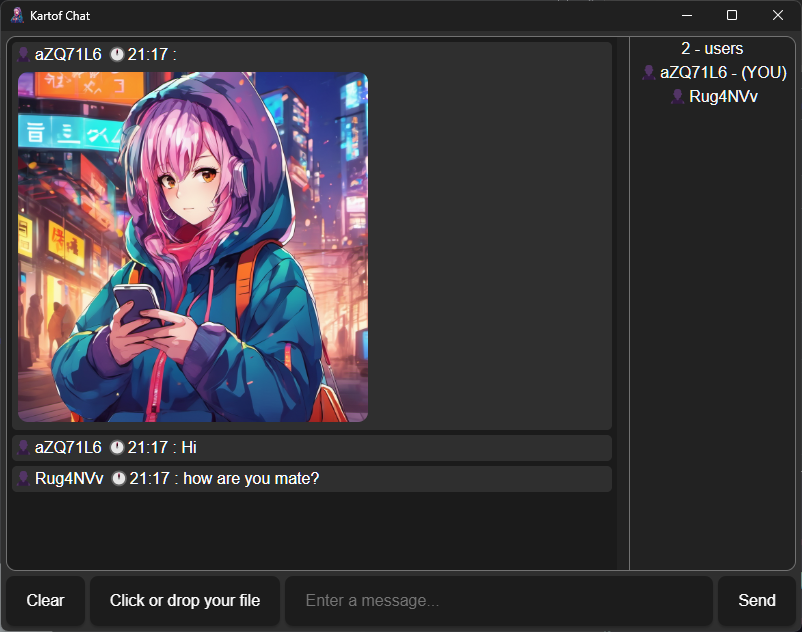 Kartof Chat
aZQ71L6 21:17 :
aZQ71L6 21:17 : Hi
Rug4NVv 21:17 : how are you mate?
2 - users
aZQ71L6 - (YOU)
Rug4NVv
Clear
Click or drop your file
Enter a message...
Send